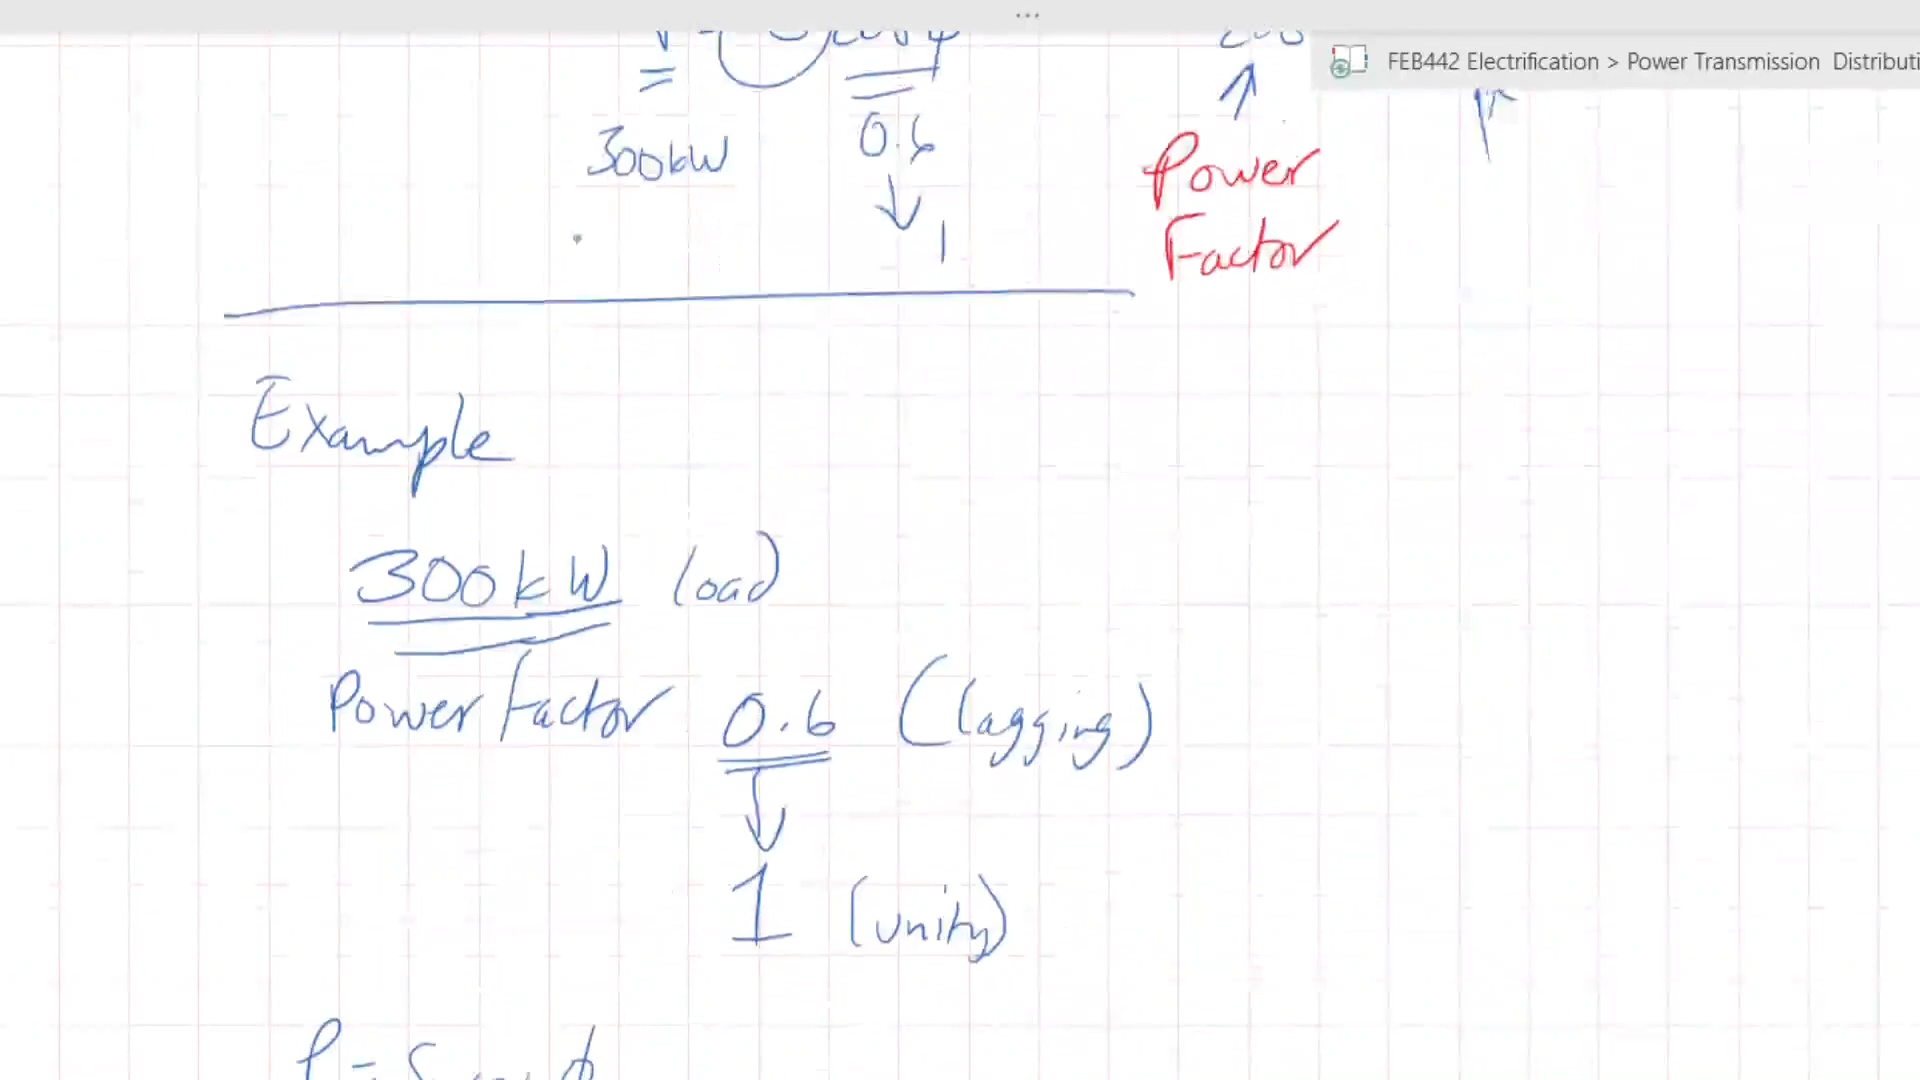 FEB442 Electrification > Power Transmission Distributi
300kW
0.6
1
Power
Factor
Example
300kW load
Power Factor 0.6 (lagging)
1 (unity)
P = S cos ϕ